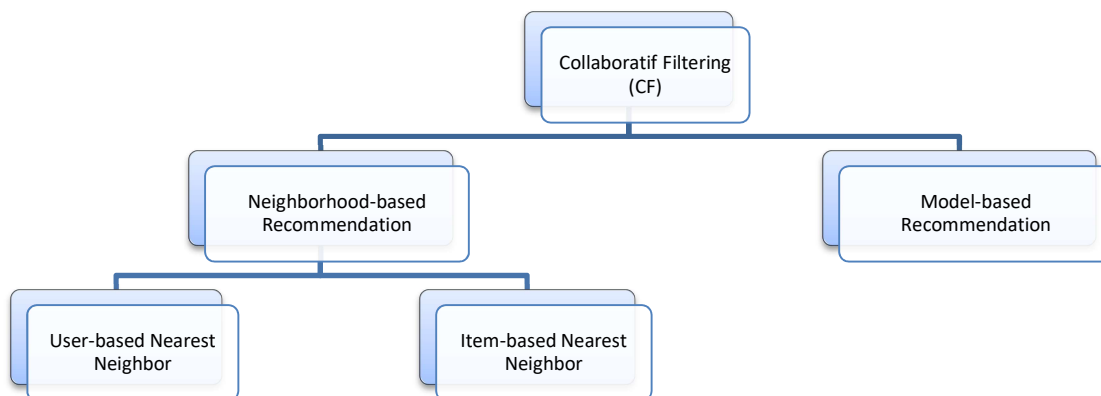 Collaboratif Filtering
(CF)
Neighborhood-based
Recommendation
Model-based
Recommendation
User-based Nearest
Neighbor
Item-based Nearest
Neighbor